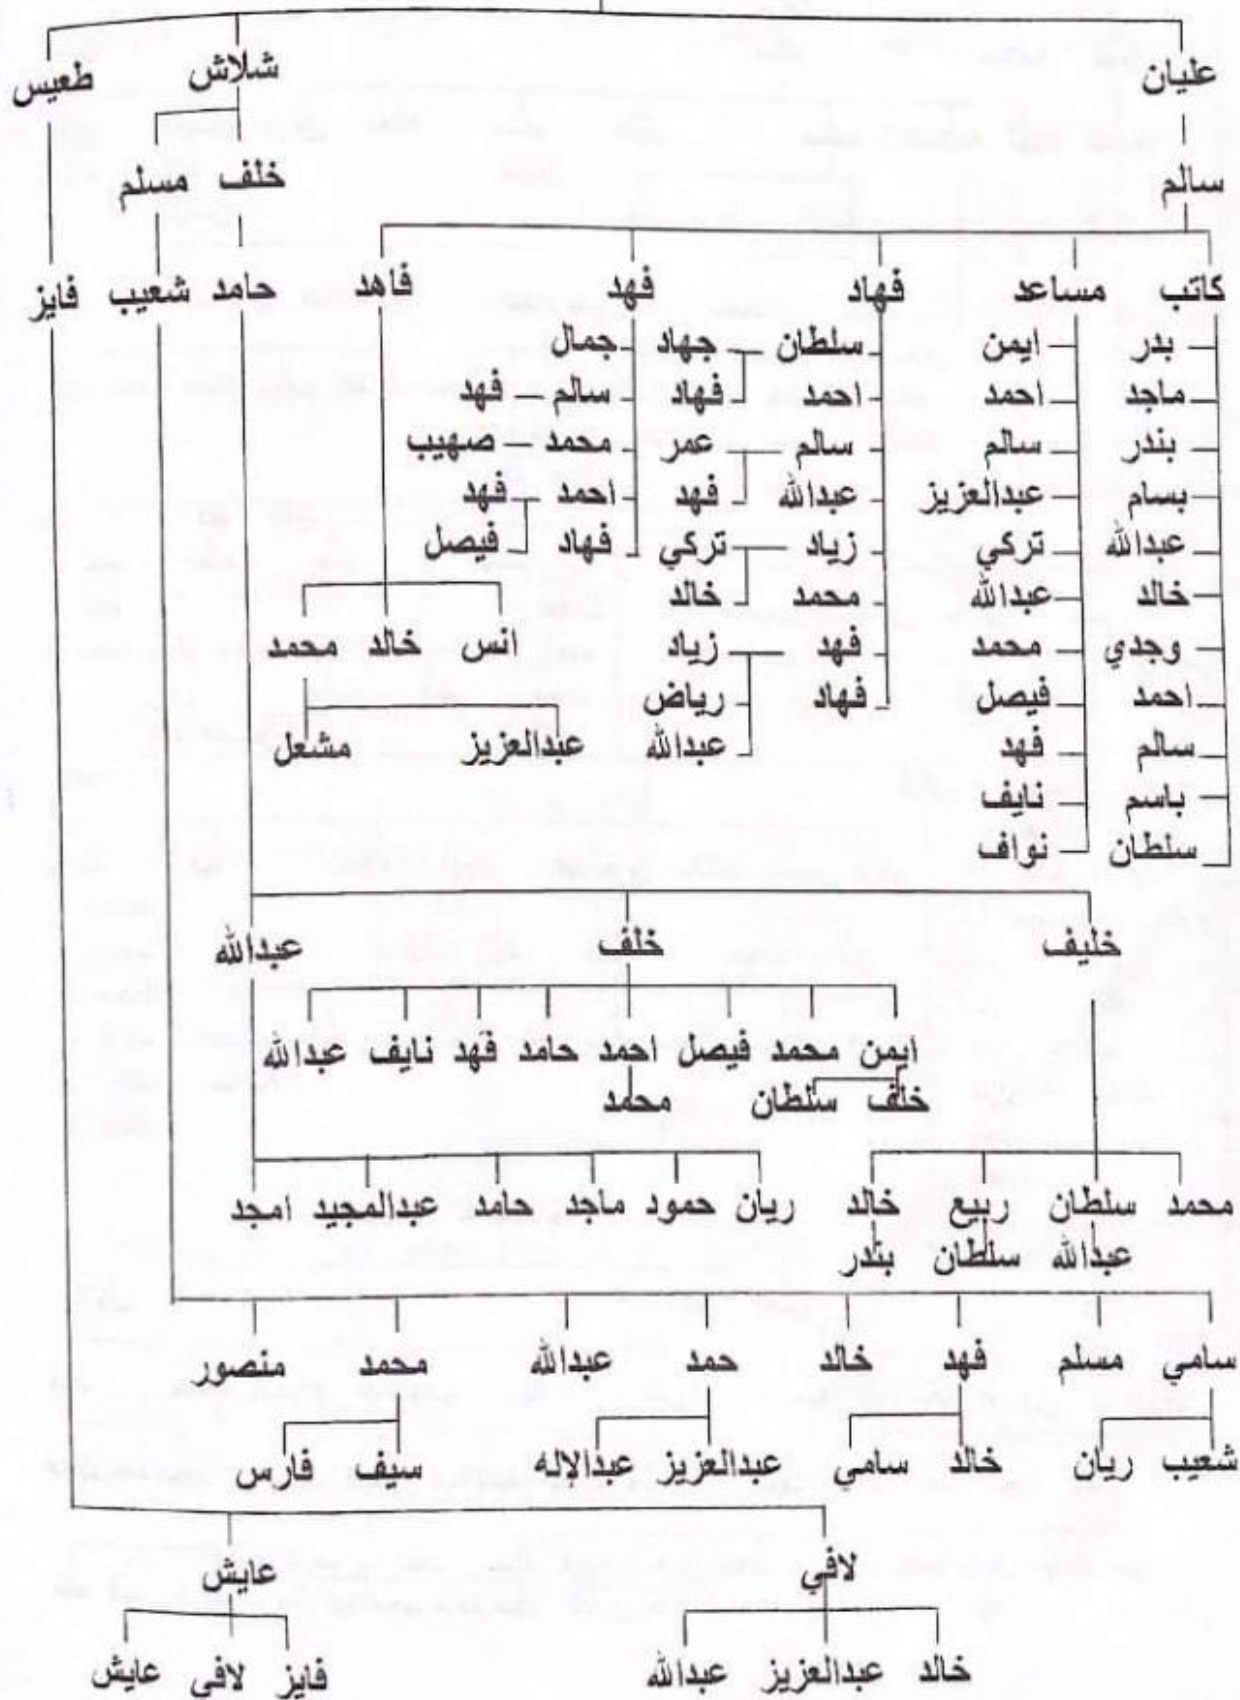 عليان شلاش طعيس
سالم خلف مسلم
كاتب مساعد فهاد فهد فاهد حامد شعيب فايز
بدر ايمن سلطان جهاد جمال
ماجد احمد احمد فهاد سالم فهد
بندر سالم سالم عمر محمد صهيب
بسام عبدالعزيز عبدالله فهد احمد فهد
عبدالله تركي زياد تركي فهاد فيصل
خالد عبدالله محمد خالد
وجدي محمد فهد زياد انس خالد محمد
احمد فيصل فهاد رياض
سالم فهد عبدالله عبدالعزيز مشعل
باسم نايف
سلطان نواف
خليف خلف عبدالله
ايمن محمد فيصل احمد حامد فهد نايف عبدالله
خلف سلطان محمد
محمد سلطان ربيع خالد ريان حمود ماجد حامد عبدالمجيد امجد
عبدالله سلطان بندر
سامي مسلم فهد خالد حمد عبدالله محمد منصور
شعيب ريان خالد سامي عبدالعزيز عبدالإله سيف فارس
لافي عايش
خالد عبدالعزيز عبدالله فايز لافي عايش